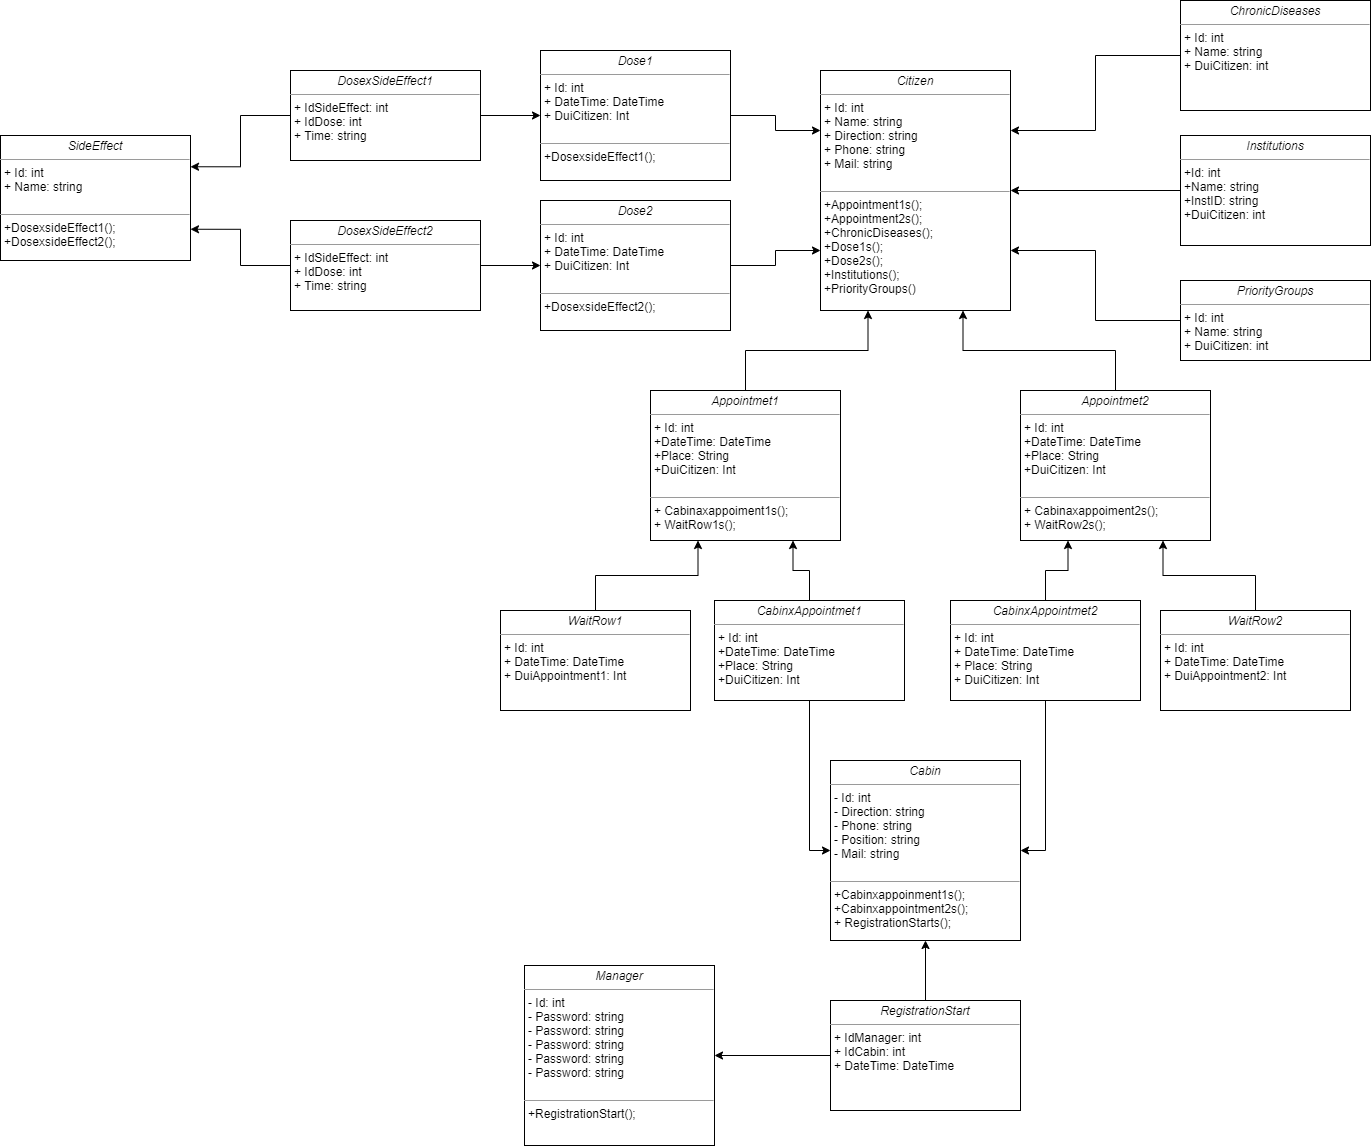 ChronicDiseases
+ Id: int
+ Name: string
+ DuiCitizen: int
DosexSideEffect1
+ IdSideEffect: int
+ IdDose: int
+ Time: string
Dose1
+ Id: int
+ DateTime: DateTime
+ DuiCitizen: Int
+DosexsideEffect1();
Citizen
+ Id: int
+ Name: string
+ Direction: string
+ Phone: string
+ Mail: string
+Appointment1s();
+Appointment2s();
+ChronicDiseases();
+Dose1s();
+Dose2s();
+Institutions();
+PriorityGroups()
SideEffect
+ Id: int
+ Name: string
+DosexsideEffect1();
+DosexsideEffect2();
Institutions
+Id: int
+Name: string
+InstID: string
+DuiCitizen: int
DosexSideEffect2
+ IdSideEffect: int
+ IdDose: int
+ Time: string
Dose2
+ Id: int
+ DateTime: DateTime
+ DuiCitizen: Int
+DosexsideEffect2();
PriorityGroups
+ Id: int
+ Name: string
+ DuiCitizen: int
Appointmet1
+ Id: int
+DateTime: DateTime
+Place: String
+DuiCitizen: Int
+ Cabinaxappoiment1s();
+ WaitRow1s();
Appointmet2
+ Id: int
+DateTime: DateTime
+Place: String
+DuiCitizen: Int
+ Cabinaxappoiment2s();
+ WaitRow2s();
WaitRow1
+ Id: int
+ DateTime: DateTime
+ DuiAppointment1: Int
CabinxAppointmet1
+ Id: int
+DateTime: DateTime
+Place: String
+DuiCitizen: Int
CabinxAppointmet2
+ Id: int
+ DateTime: DateTime
+ Place: String
+ DuiCitizen: Int
WaitRow2
+ Id: int
+ DateTime: DateTime
+ DuiAppointment2: Int
Cabin
- Id: int
- Direction: string
- Phone: string
- Position: string
- Mail: string
+Cabinxappoinment1s();
+Cabinxappointment2s();
+ RegistrationStarts();
Manager
- Id: int
- Password: string
- Password: string
- Password: string
- Password: string
- Password: string
+RegistrationStart();
RegistrationStart
+ IdManager: int
+ IdCabin: int
+ DateTime: DateTime